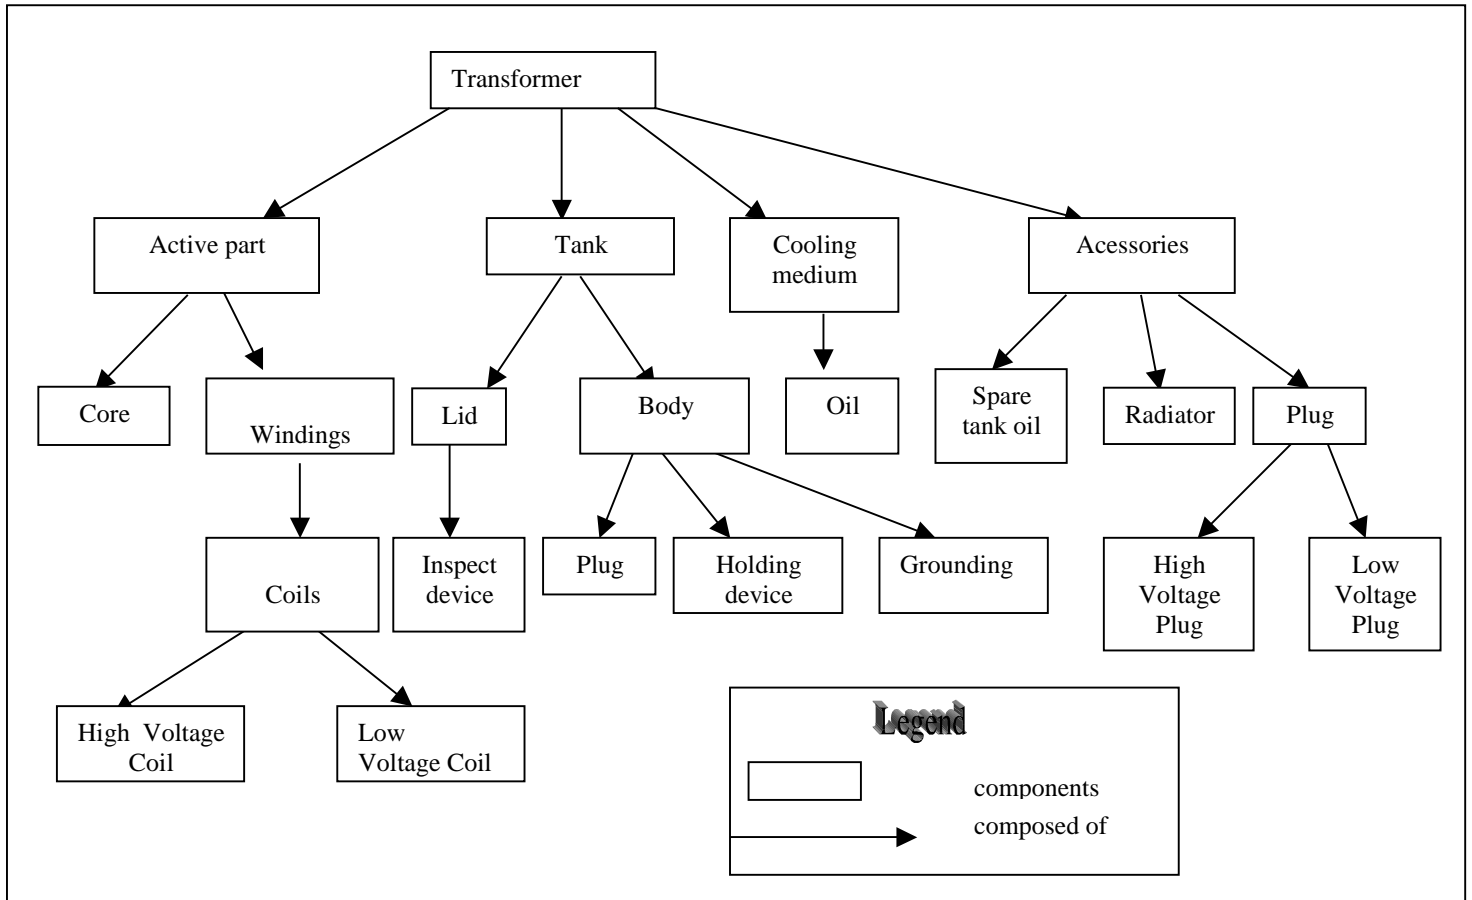 Transformer
Active part
Tank
Cooling
medium
Acessories
Core
Windings
Lid
Body
Oil
Spare
tank oil
Radiator
Plug
Coils
Inspect
device
Plug
Holding
device
Grounding
High
Voltage
Plug
Low
Voltage
Plug
High Voltage
Coil
Low
Voltage Coil
Legend
components
composed of